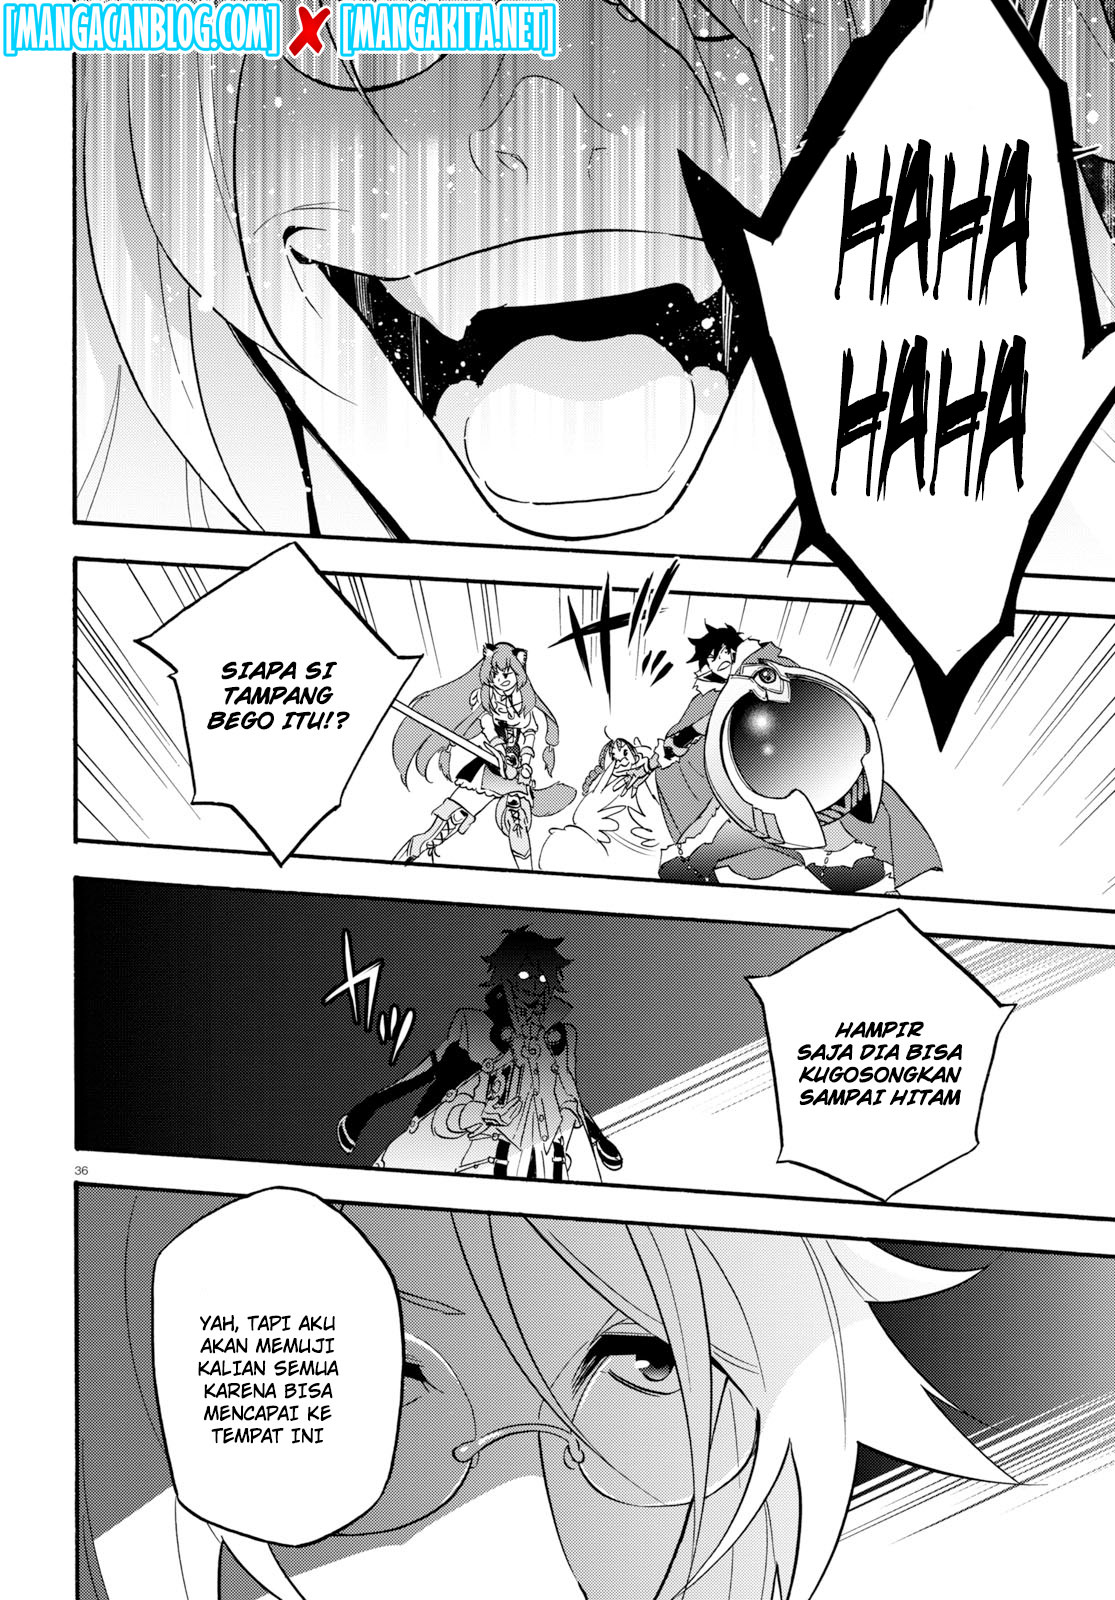 [MANGACANBLOG.COM] X [MANGAKITA.NET]
HAHA
HAHA
SIAPA SI
TAMPANG
BEGO ITU!?
HAMPIR
SAJA DIA BISA
KUGOSONGKAN
SAMPAI HITAM
36
YAH, TAPI AKU
AKAN MEMUJI
KALIAN SEMUA
KARENA BISA
MENCAPAI KE
TEMPAT INI